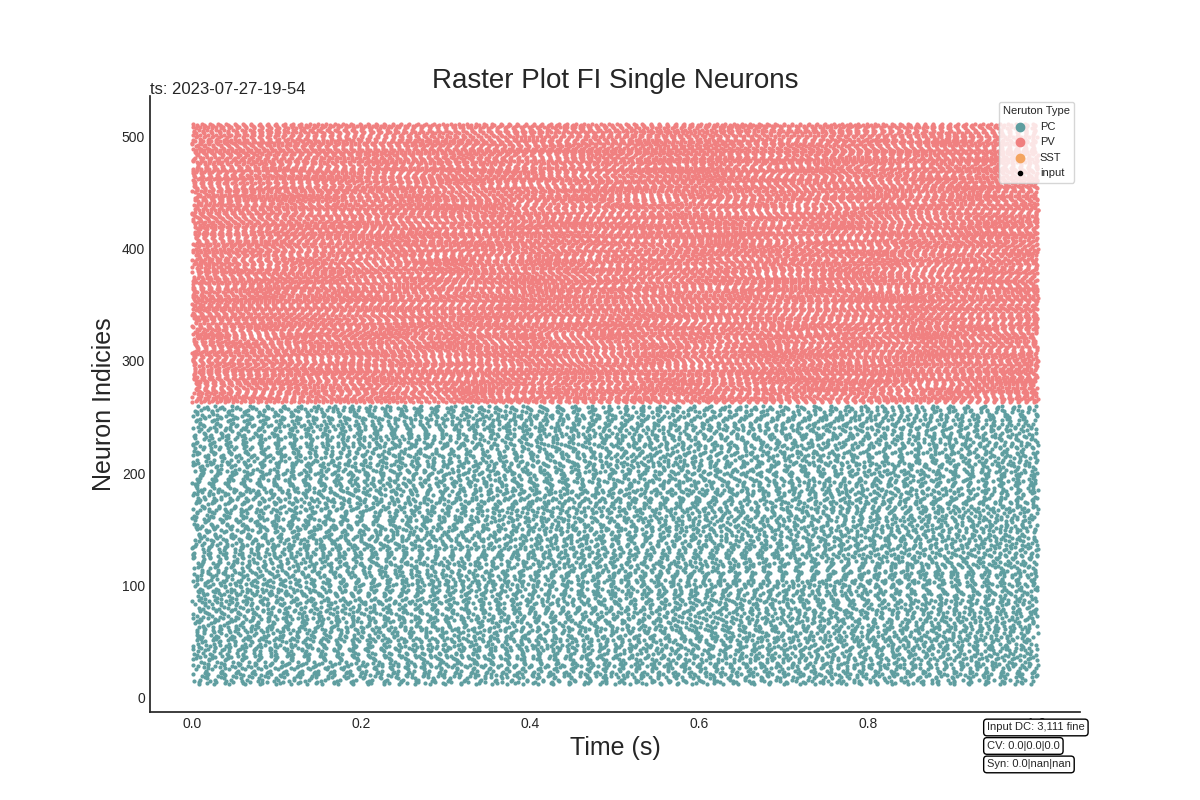 Raster Plot FI Single Neurons
ts: 2023-07-27-19-54
Neruton Type
PC
PV
SST
input
500
400
300
200
100
0
Neuron Indicies
0.0 0.2 0.4 0.6 0.8
Time (s)
Input DC: 3,111 fine
CV: 0.0|0.0|0.0
Syn: 0.0|nan|nan